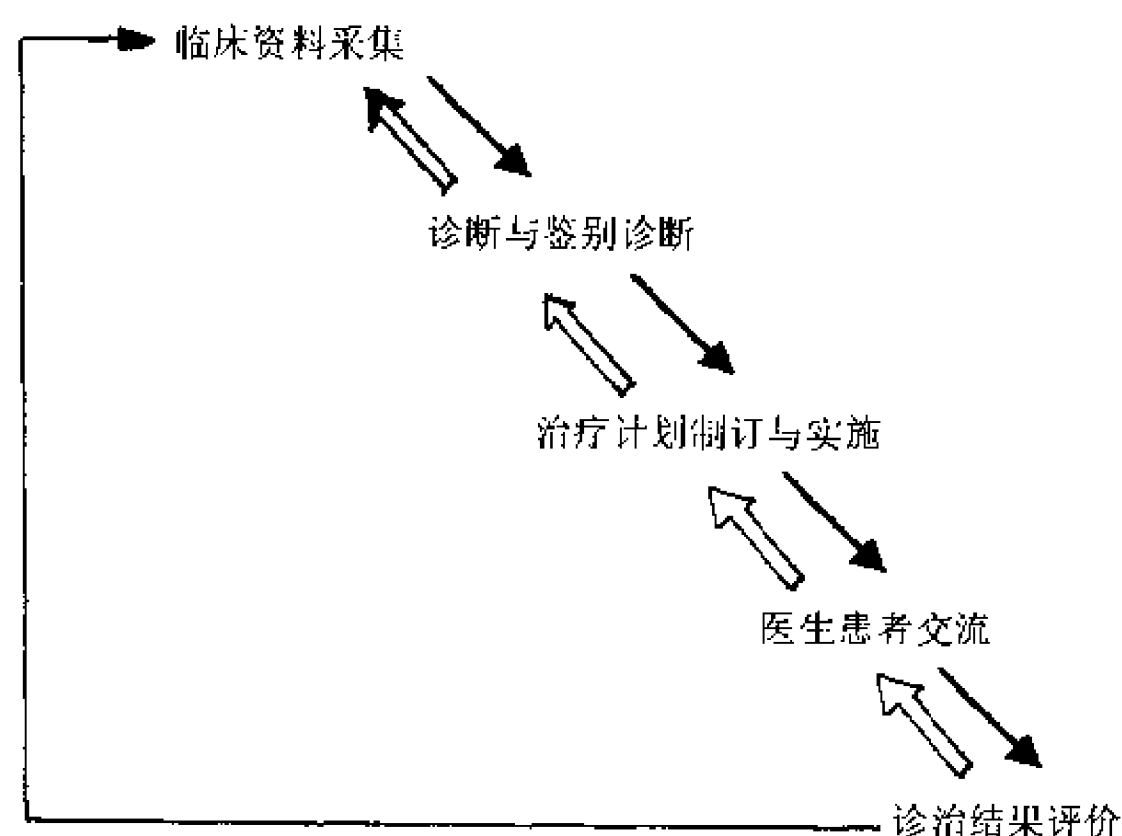 临床资料采集
诊断与鉴别诊断
治疗计划制订与实施
医生患者交流
诊治结果评价